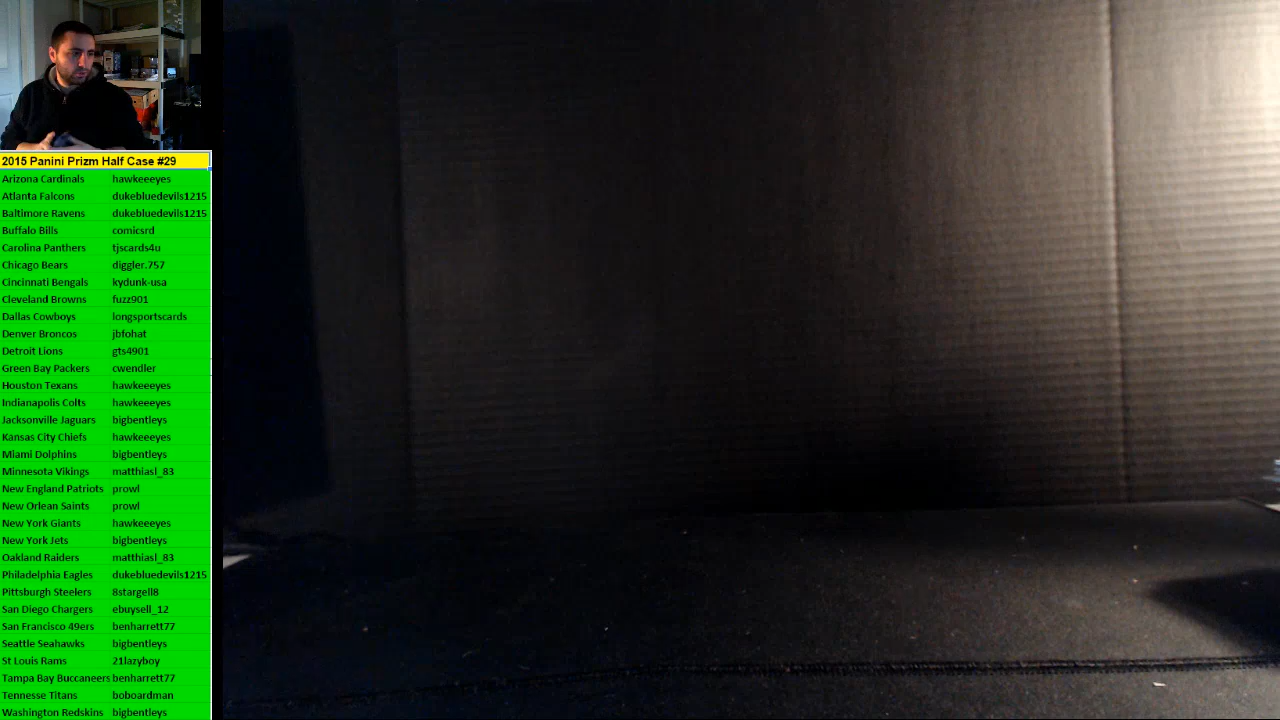 2015 Panini Prizm Half Case #29
Arizona Cardinals hawkeeeyes
Atlanta Falcons dukebluedevils1215
Baltimore Ravens dukebluedevils1215
Buffalo Bills comicsrd
Carolina Panthers tjscards4u
Chicago Bears diggler.757
Cincinnati Bengals kydunk-usa
Cleveland Browns fuzz901
Dallas Cowboys longsportscards
Denver Broncos jbfohat
Detroit Lions gts4901
Green Bay Packers cwendler
Houston Texans hawkeeeyes
Indianapolis Colts hawkeeeyes
Jacksonville Jaguars bigbentleys
Kansas City Chiefs hawkeeeyes
Miami Dolphins bigbentleys
Minnesota Vikings matthiasl_83
New England Patriots prowl
New Orlean Saints prowl
New York Giants hawkeeeyes
New York Jets bigbentleys
Oakland Raiders matthiasl_83
Philadelphia Eagles dukebluedevils1215
Pittsburgh Steelers 8stargell8
San Diego Chargers ebuysell_12
San Francisco 49ers benharrett77
Seattle Seahawks bigbentleys
St Louis Rams 21lazyboy
Tampa Bay Buccaneers benharrett77
Tennesse Titans boboardman
Washington Redskins bigbentleys